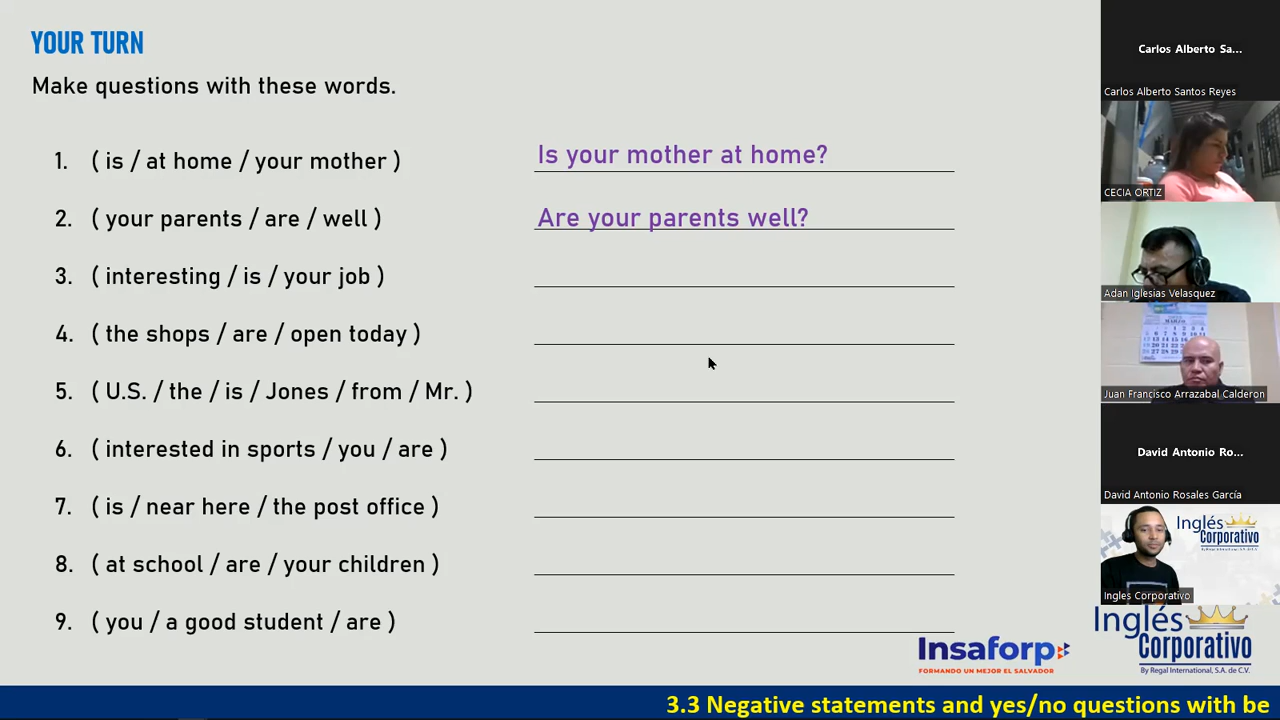 YOUR TURN
Make questions with these words.
1. ( is / at home / your mother ) Is your mother at home?
2. ( your parents / are / well ) Are your parents well?
3. ( interesting / is / your job )
4. ( the shops / are / open today )
5. ( U.S. / the / is / Jones / from / Mr. )
6. ( interested in sports / you / are )
7. ( is / near here / the post office )
8. ( at school / are / your children )
9. ( you / a good student / are )
Insaforp
FORMANDO UN MEJOR EL SALVADOR
Inglés
Corporativo
By Regal International, S.A. de C.V.
3.3 Negative statements and yes/no questions with be
Carlos Alberto Sa...
Carlos Alberto Santos Reyes
CECIA ORTIZ
Adan Iglesias Velasquez
Juan Francisco Arrazabal Calderon
David Antonio Ro...
David Antonio Rosales García
Inglés
Corporativo
Ingles Corporativo